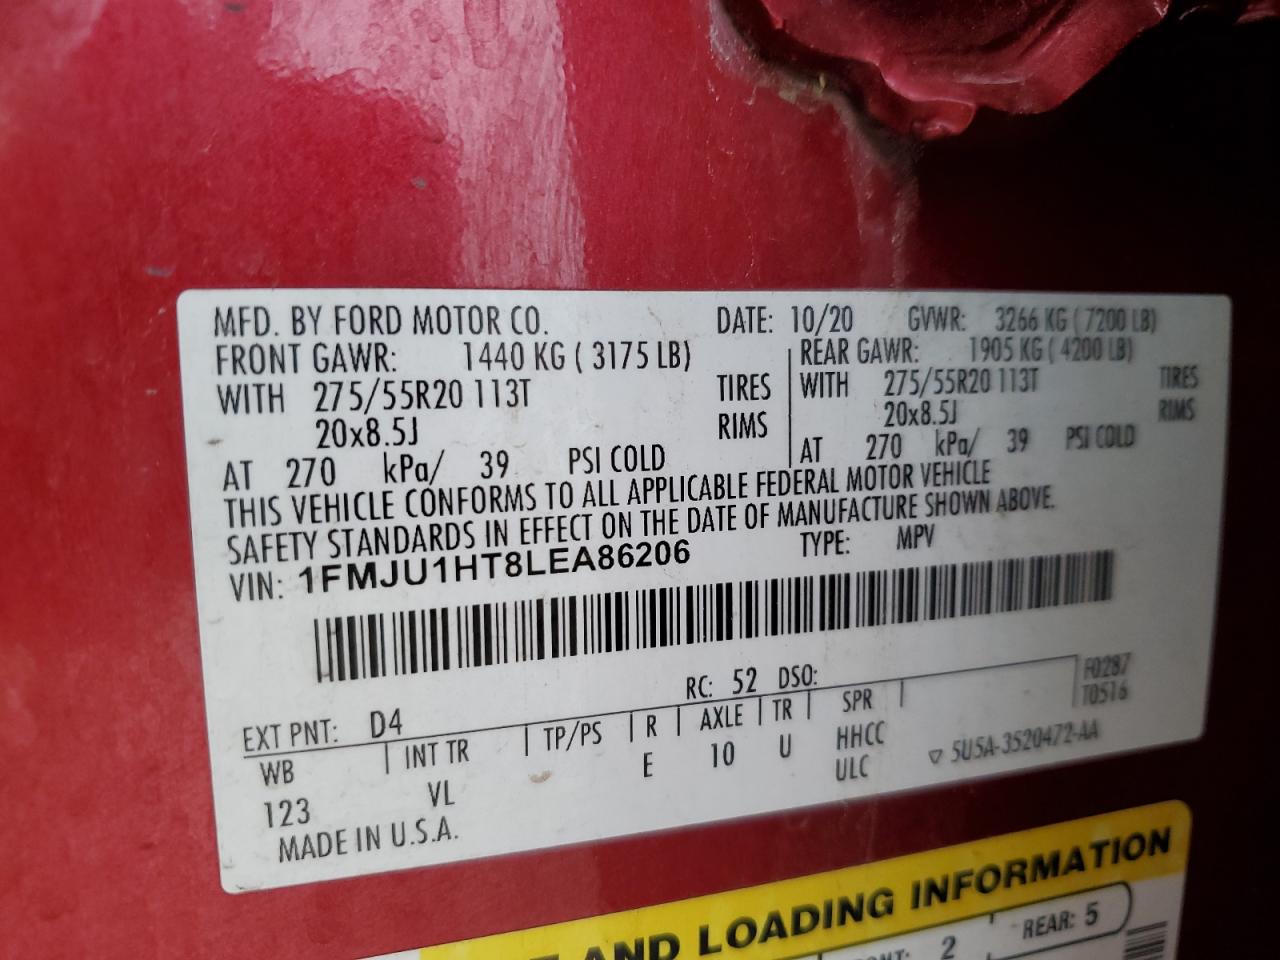 MFD. BY FORD MOTOR CO. DATE: 10/20 GVWR: 3266 KG ( 7200 LB)
FRONT GAWR: 1440 KG ( 3175 LB) REAR GAWR: 1905 KG ( 4200 LB)
WITH 275/55R20 113T TIRES WITH 275/55R20 113T TIRES
20x8.5J RIMS 20x8.5J RIMS
AT 270 kPa/ 39 PSI COLD AT 270 kPa/ 39 PSI COLD
THIS VEHICLE CONFORMS TO ALL APPLICABLE FEDERAL MOTOR VEHICLE
SAFETY STANDARDS IN EFFECT ON THE DATE OF MANUFACTURE SHOWN ABOVE.
VIN: 1FMJU1HT8LEA86206 TYPE: MPV
RC: 52 DSO: F0287
EXT PNT: D4 T0516
WB INT TR TP/PS R AXLE TR SPR
123 VL E 10 U HHCC
ULC ▽ 5U5A-3520472-AA
MADE IN U.S.A.
AND LOADING INFORMATION
2 REAR: 5